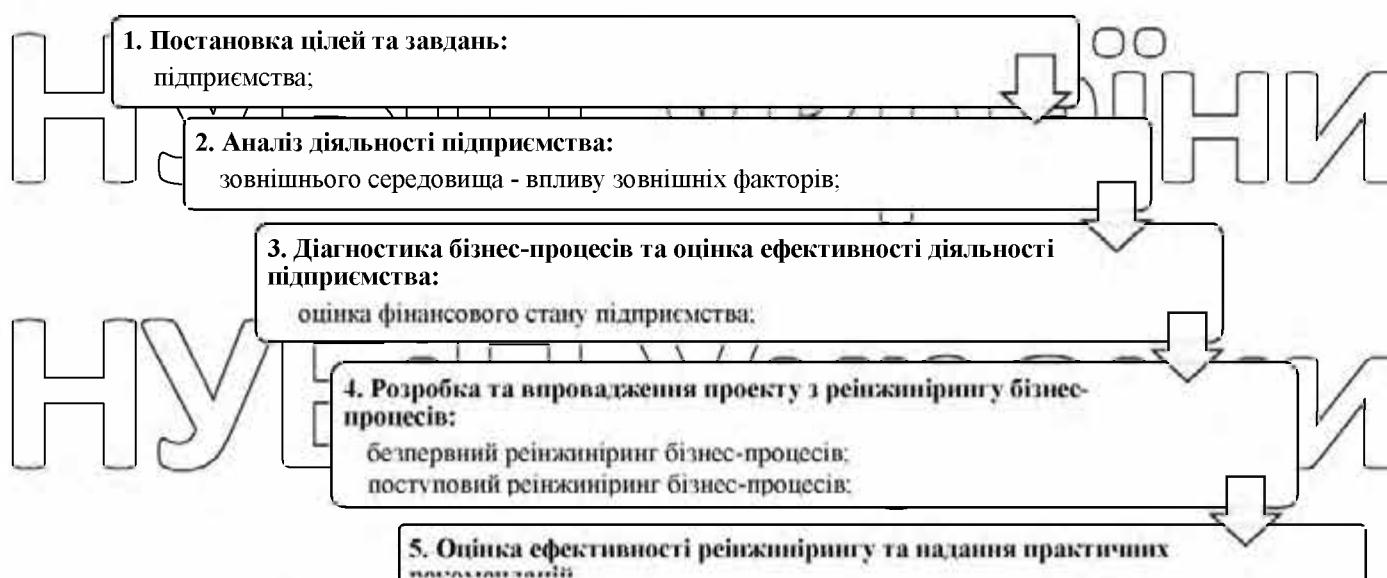 1. Постановка цілей та завдань:
підприємства;
2. Аналіз діяльності підприємства:
зовнішнього середовища - впливу зовнішніх факторів;
3. Діагностика бізнес-процесів та оцінка ефективності діяльності
підприємства:
оцінка фінансового стану підприємства;
4. Розробка та впровадження проекту з реінжинірингу бізнес-
процесів:
безпервний реінжиніринг бізнес-процесів;
поступовий реінжиніринг бізнес-процесів;
5. Оцінка ефективності реінжинірингу та надання практичних